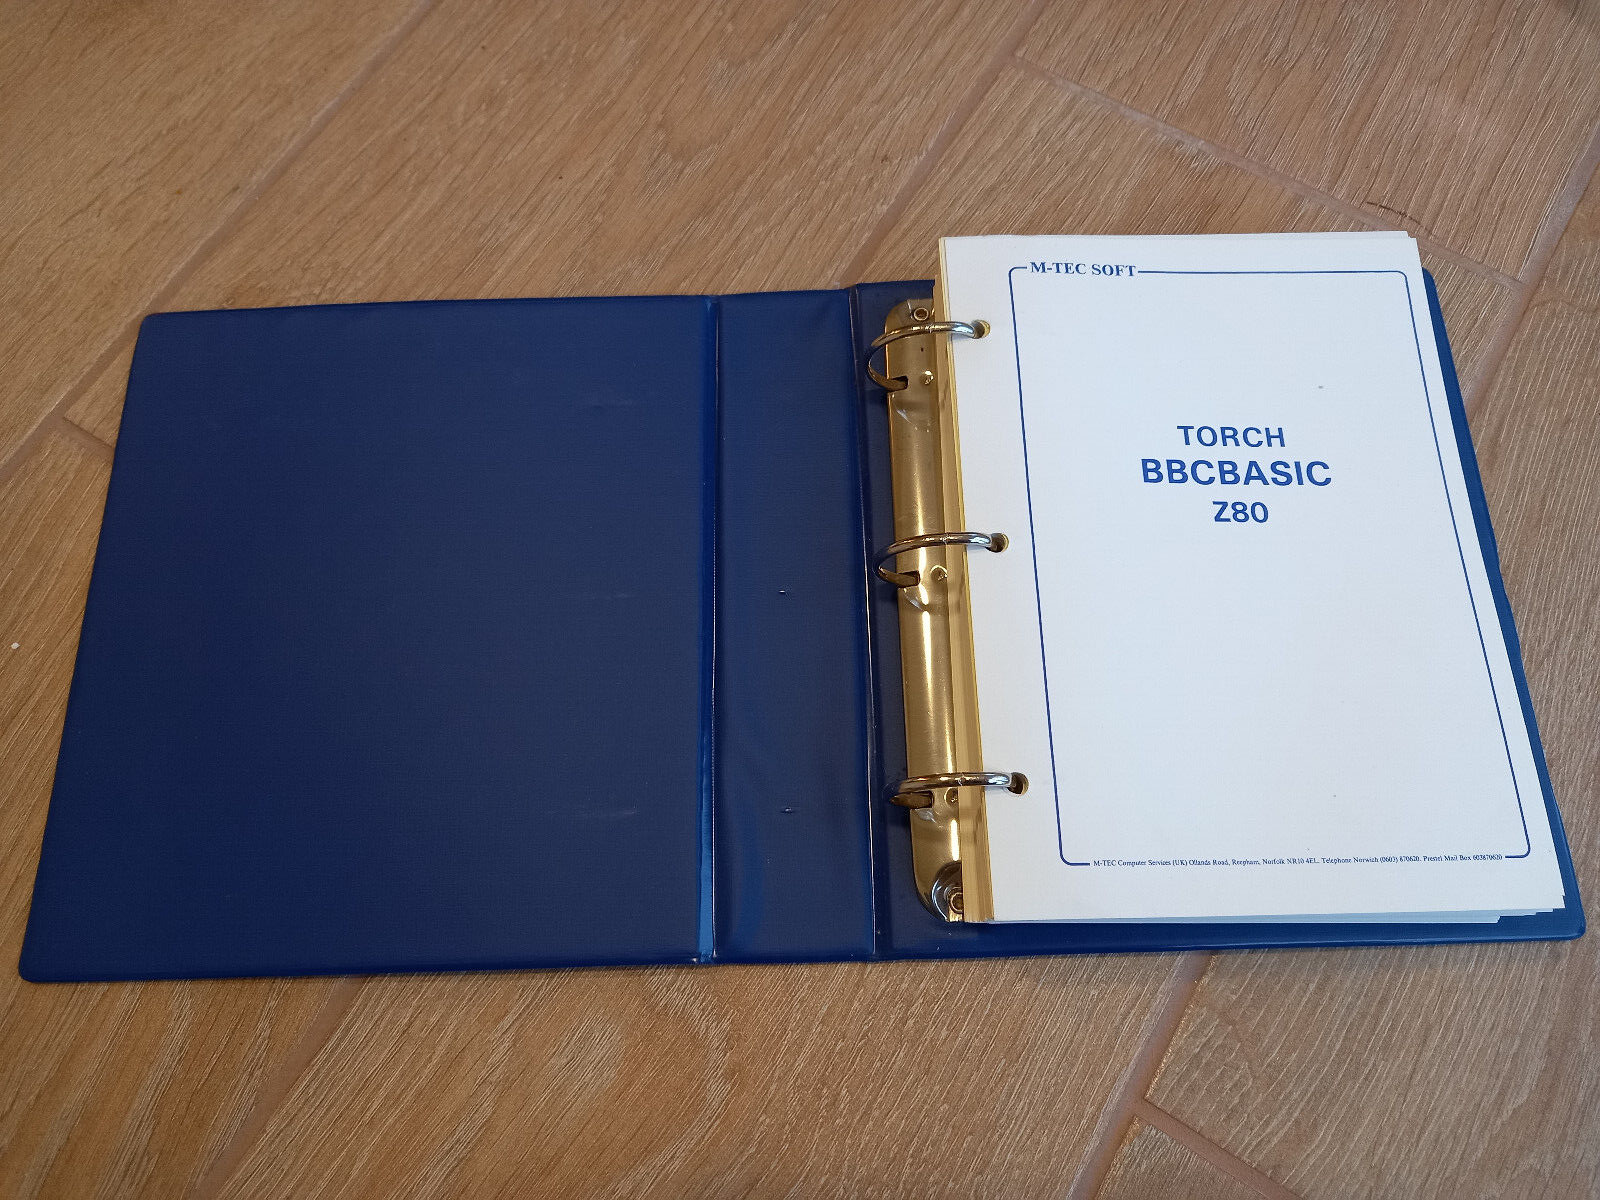 M-TEC SOFT
TORCH
BBCBASIC
Z80
M-TEC Computer Services (UK) Ollands Road, Reepham, Norfolk NR10 4EL. Telephone Norwich (0603) 870620. Prestel Mail Box 603870620